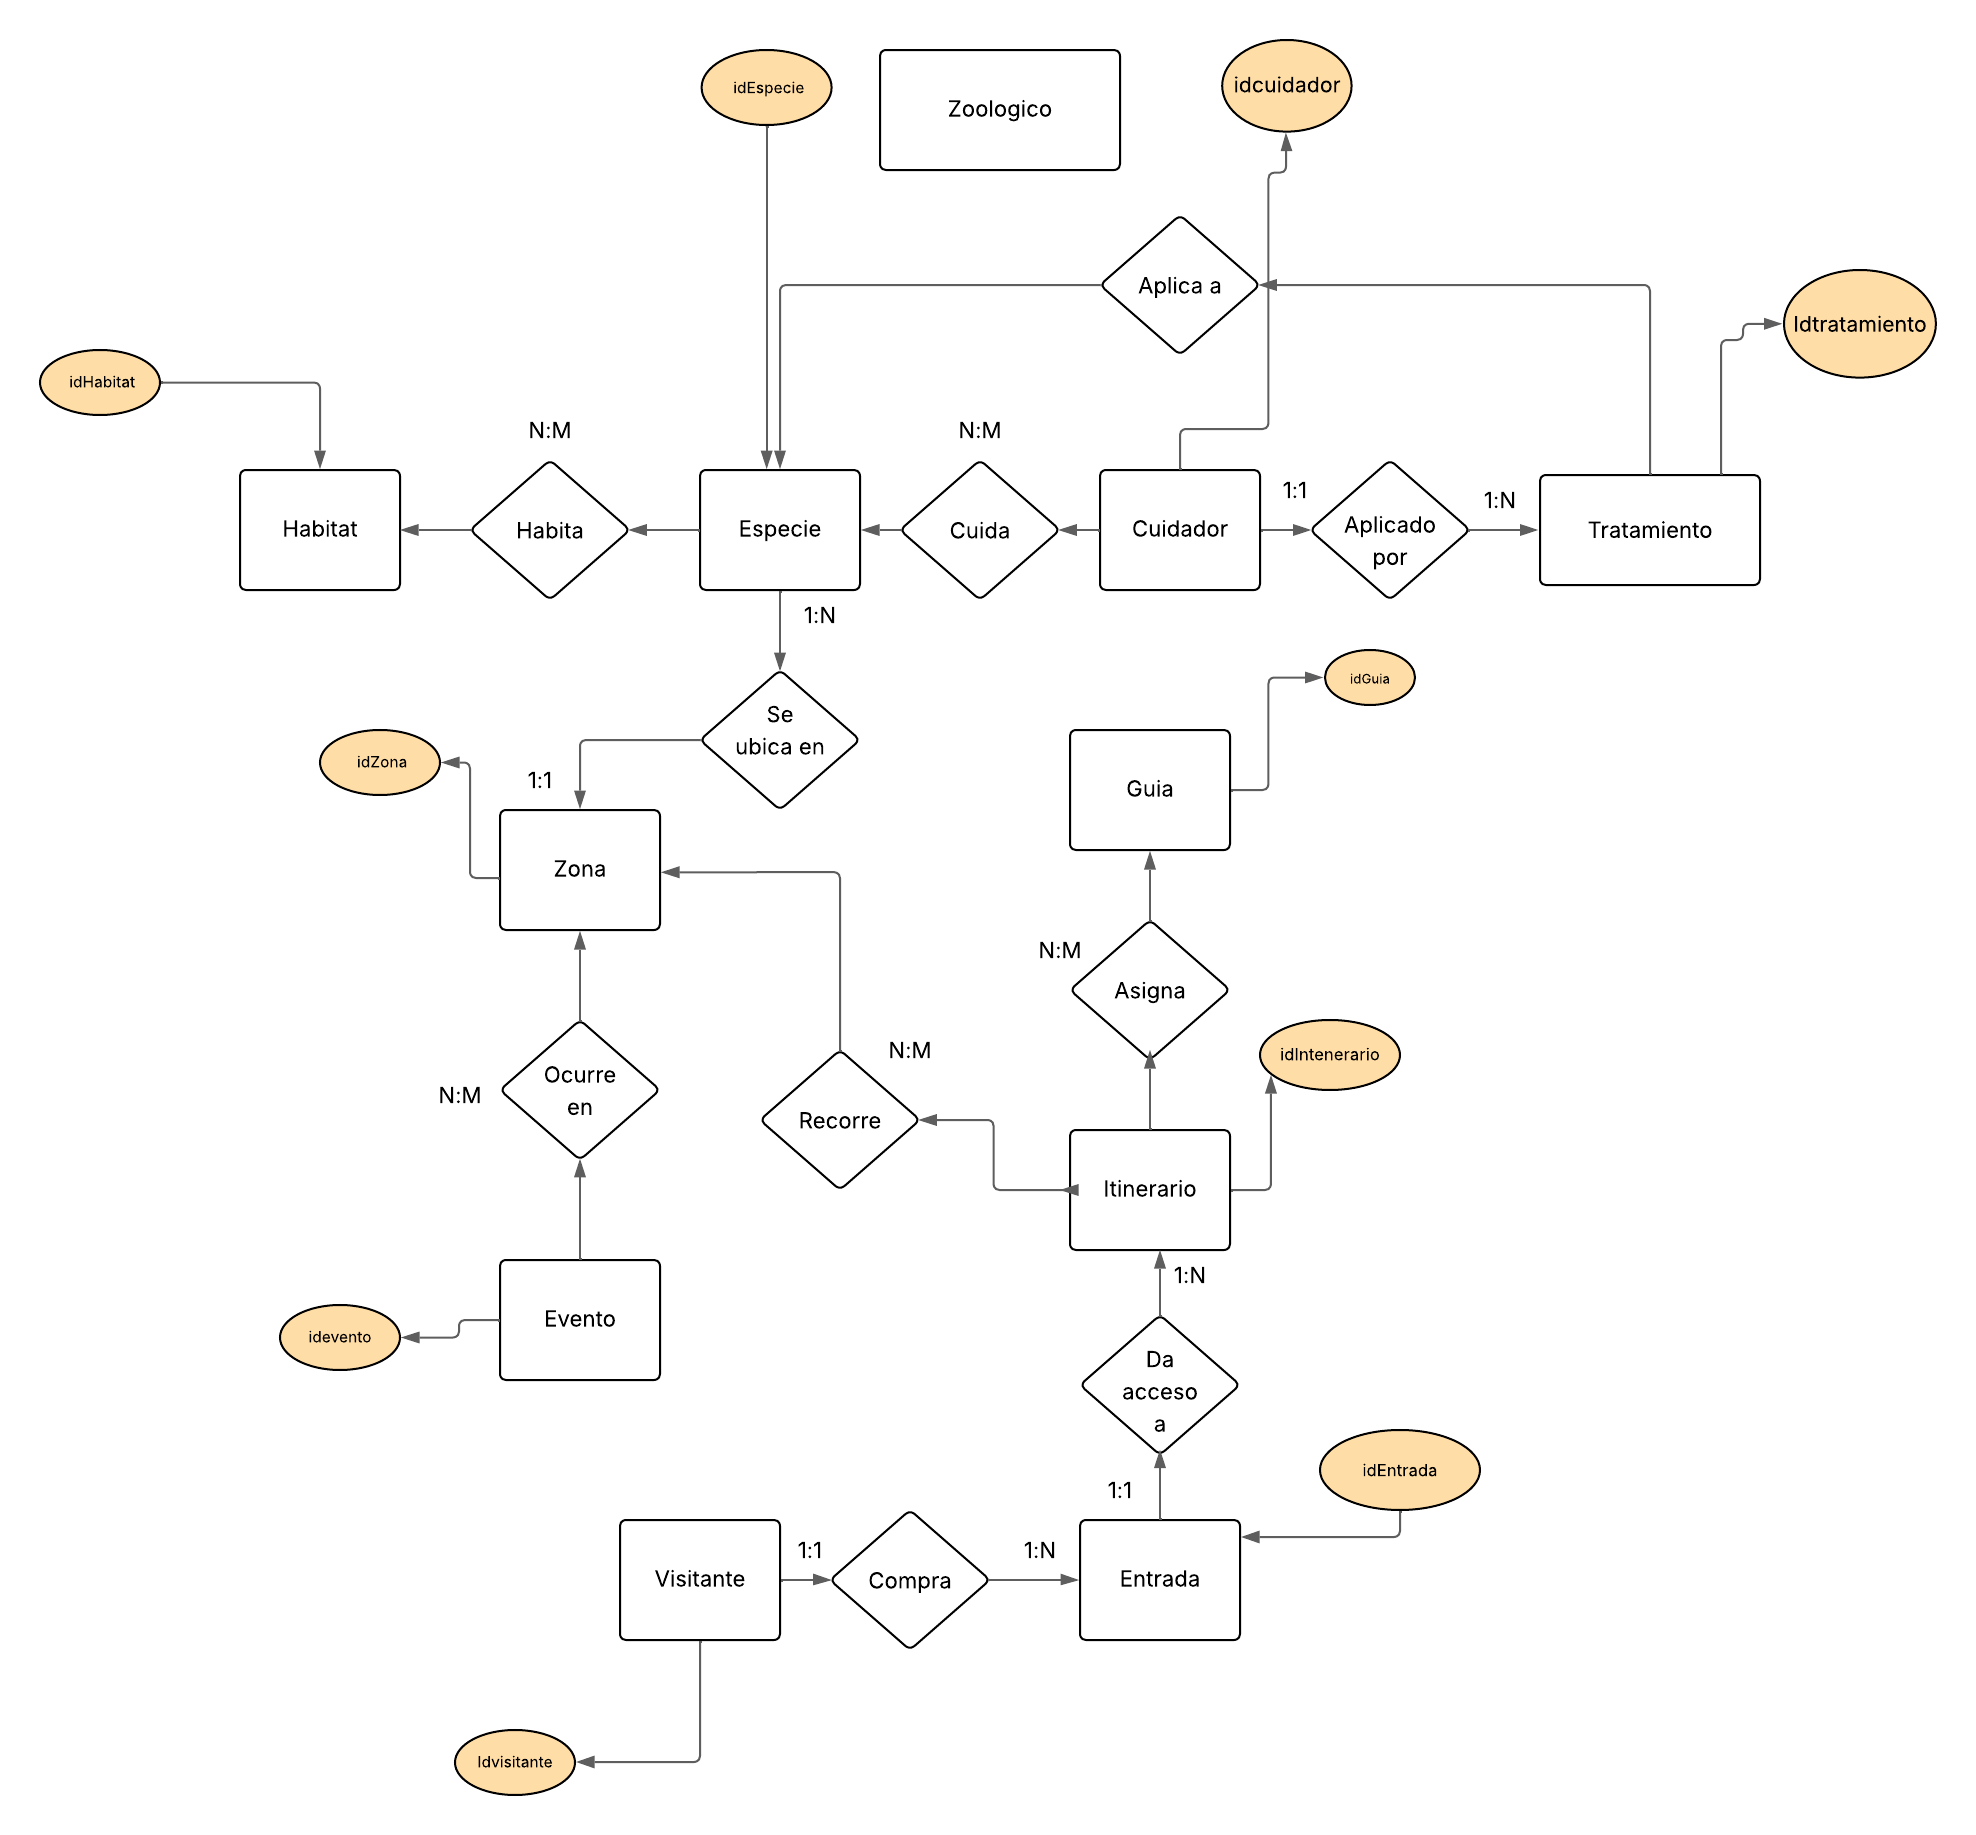 idEspecie
Zoologico
idcuidador
Aplica a
Idtratamiento
idHabitat
N:M
N:M
Habitat
Habita
Especie
Cuida
Cuidador
1:1
Aplicado
por
1:N
Tratamiento
1:N
Se
ubica en
idGuia
idZona
1:1
Guia
Zona
N:M
Asigna
N:M
idIntenerario
Ocurre
en
N:M
Recorre
Itinerario
1:N
Evento
idevento
Da
acceso
a
idEntrada
1:1
Visitante
1:1
Compra
1:N
Entrada
Idvisitante